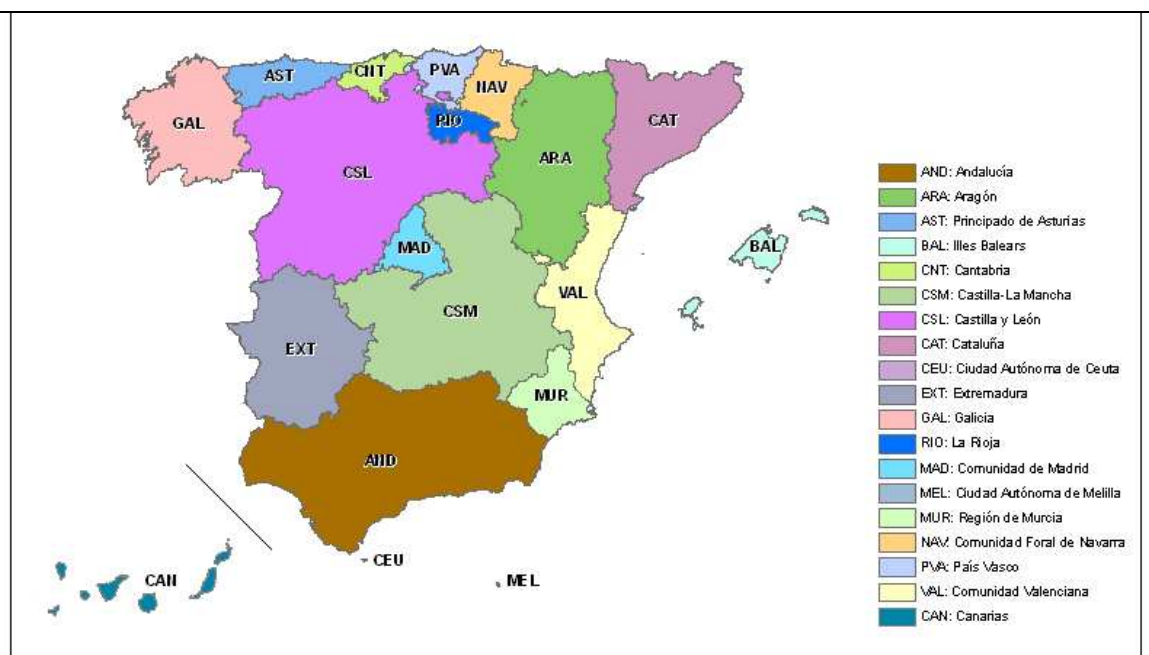 AST
CNT
PVA
NAV
GAL
RIO
CAT
ARA
CSL
MAD
BAL
VAL
CSM
EXT
MUR
AND
CEU
CAN
MEL
AND: Andalucía
ARA: Aragón
AST: Principado de Asturias
BAL: Illes Balears
CNT: Cantabria
CSM: Castilla-La Mancha
CSL: Castilla y León
CAT: Cataluña
CEU: Ciudad Autónoma de Ceuta
EXT: Extremadura
GAL: Galicia
RIO: La Rioja
MAD: Comunidad de Madrid
MEL: Ciudad Autónoma de Melilla
MUR: Región de Murcia
NAV: Comunidad Foral de Navarra
PVA: País Vasco
VAL: Comunidad Valenciana
CAN: Canarias